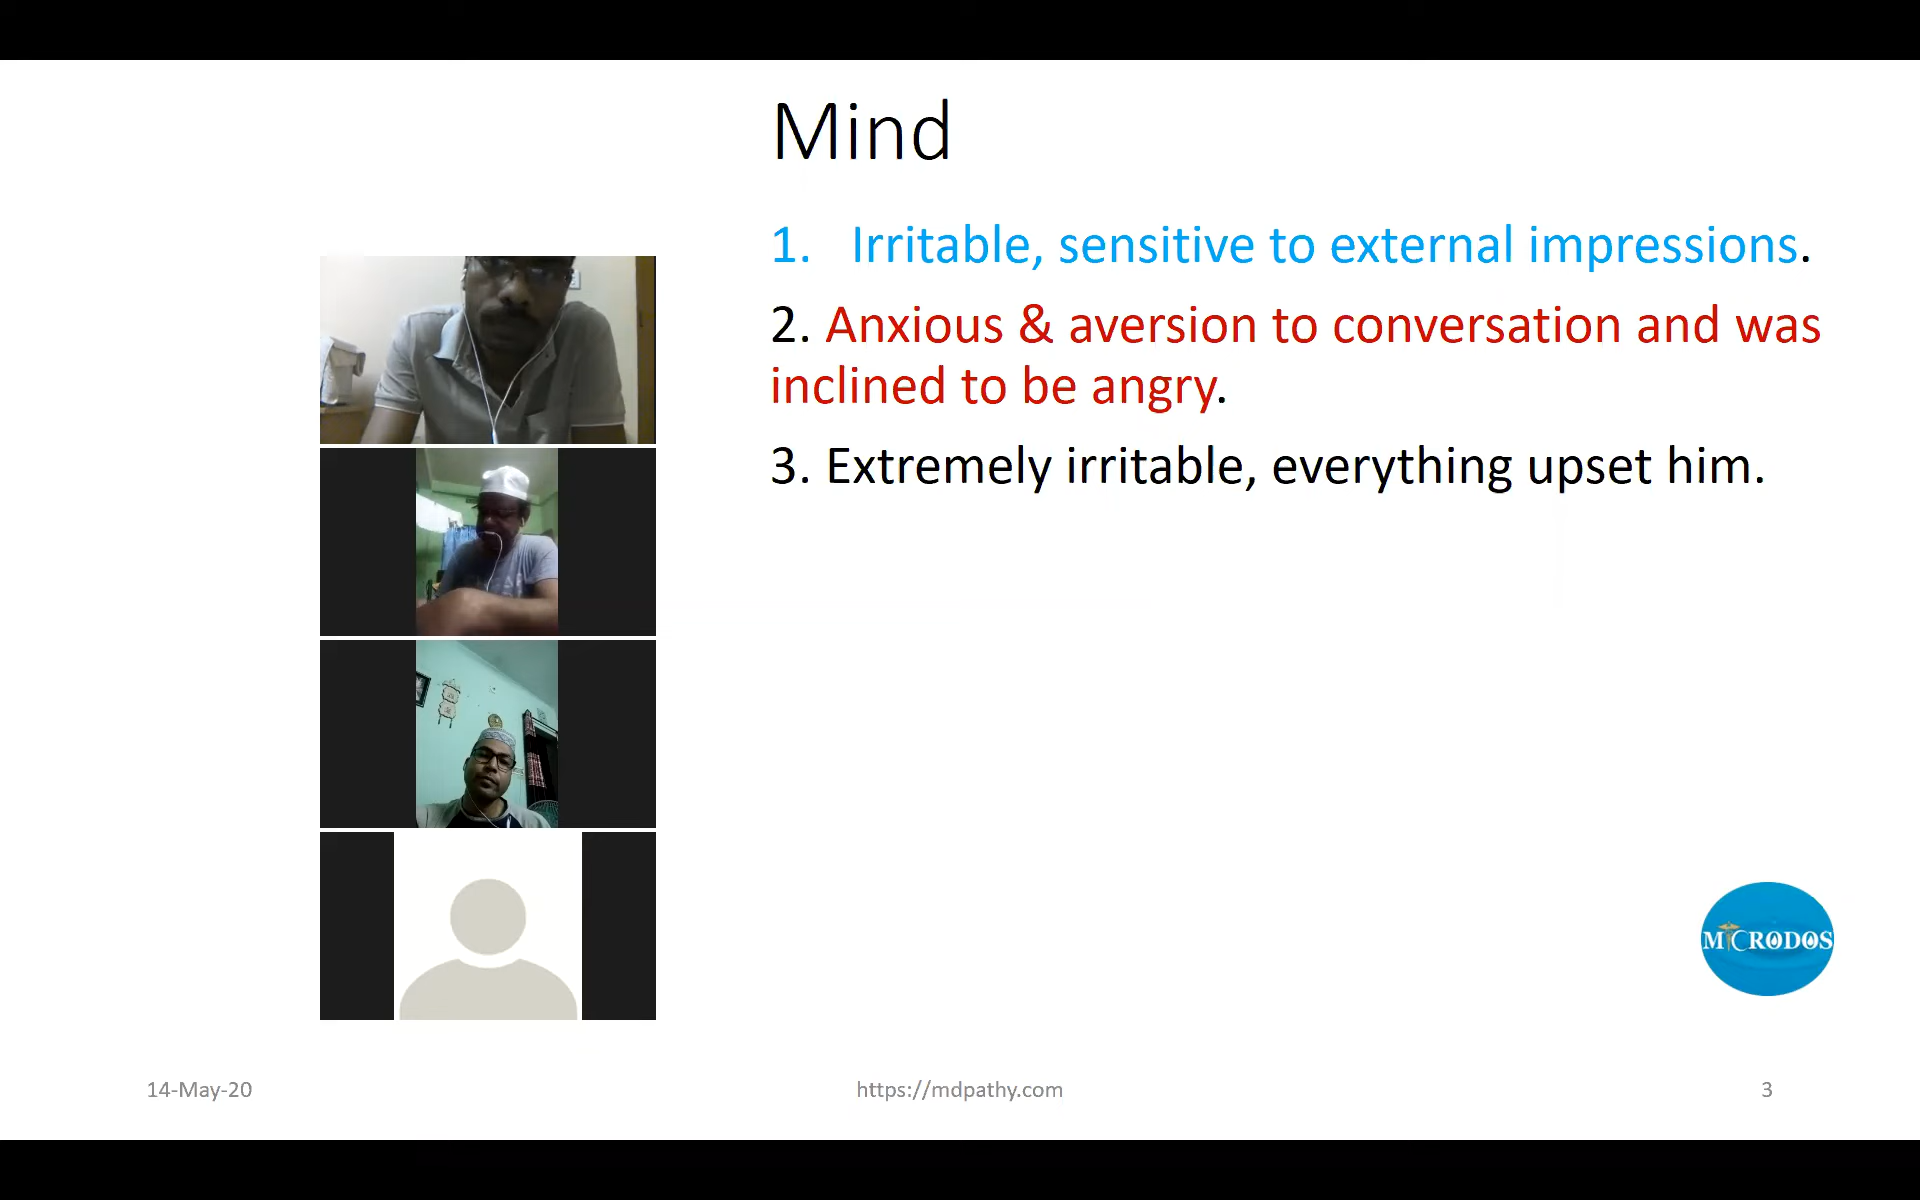 Mind
1. Irritable, sensitive to external impressions.
2. Anxious & aversion to conversation and was
inclined to be angry.
3. Extremely irritable, everything upset him.
MICRODOS
14-May-20
https://mdpathy.com
3